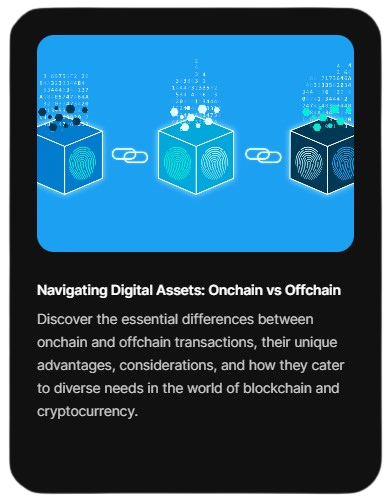 Navigating Digital Assets: Onchain vs Offchain
Discover the essential differences between
onchain and offchain transactions, their unique
advantages, considerations, and how they cater
to diverse needs in the world of blockchain and
cryptocurrency.